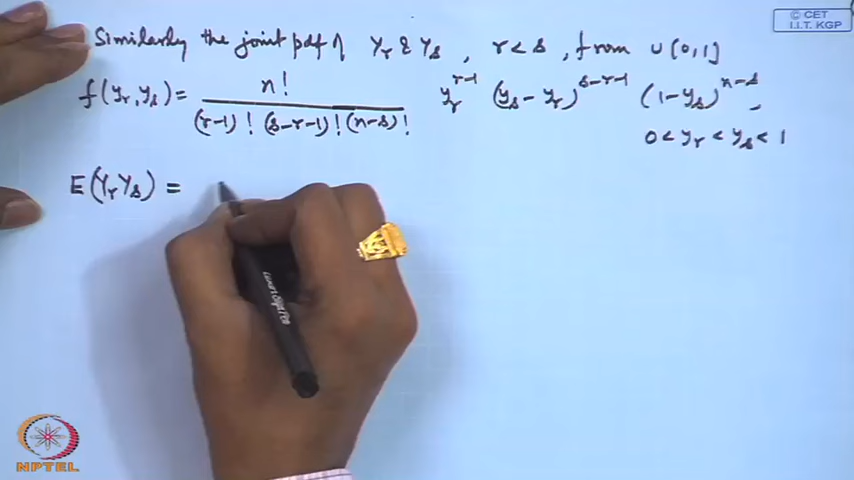 © CET
I.I.T. KGP
Similarly the joint pdf of Yr & Ys, r < s, from U[0,1]
f(yr, ys) = n! / (r-1)! (s-r-1)! (n-s)! yr^(r-1) (ys - yr)^(s-r-1) (1-ys)^(n-s),
0 < yr < ys < 1
E(Yr Ys) =
NPTEL